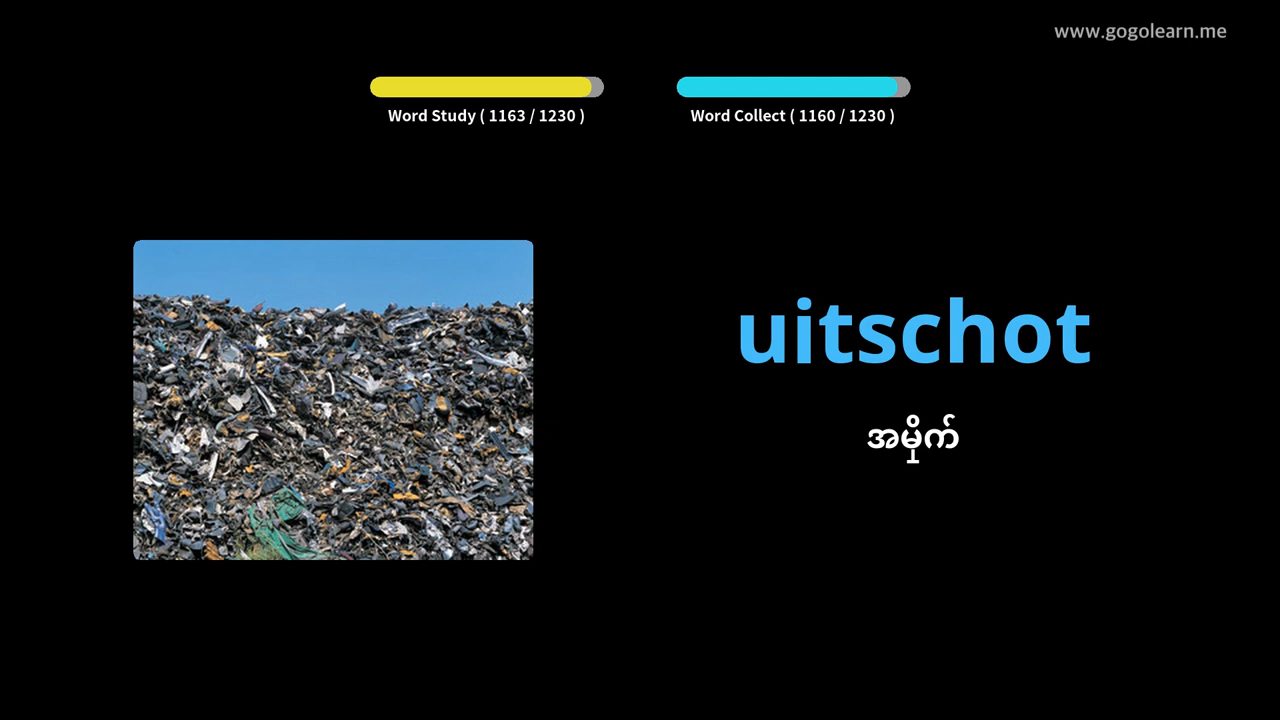 www.gogolearn.me
Word Study ( 1163 / 1230 )
Word Collect ( 1160 / 1230 )
uitschot
အမှိုက်